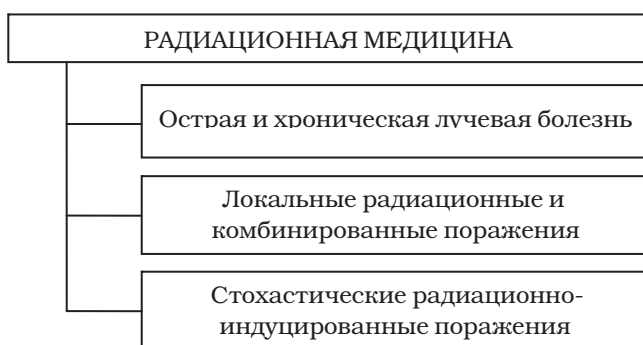 РАДИАЦИОННАЯ МЕДИЦИНА
Острая и хроническая лучевая болезнь
Локальные радиационные и
комбинированные поражения
Стохастические радиационно-
индуцированные поражения